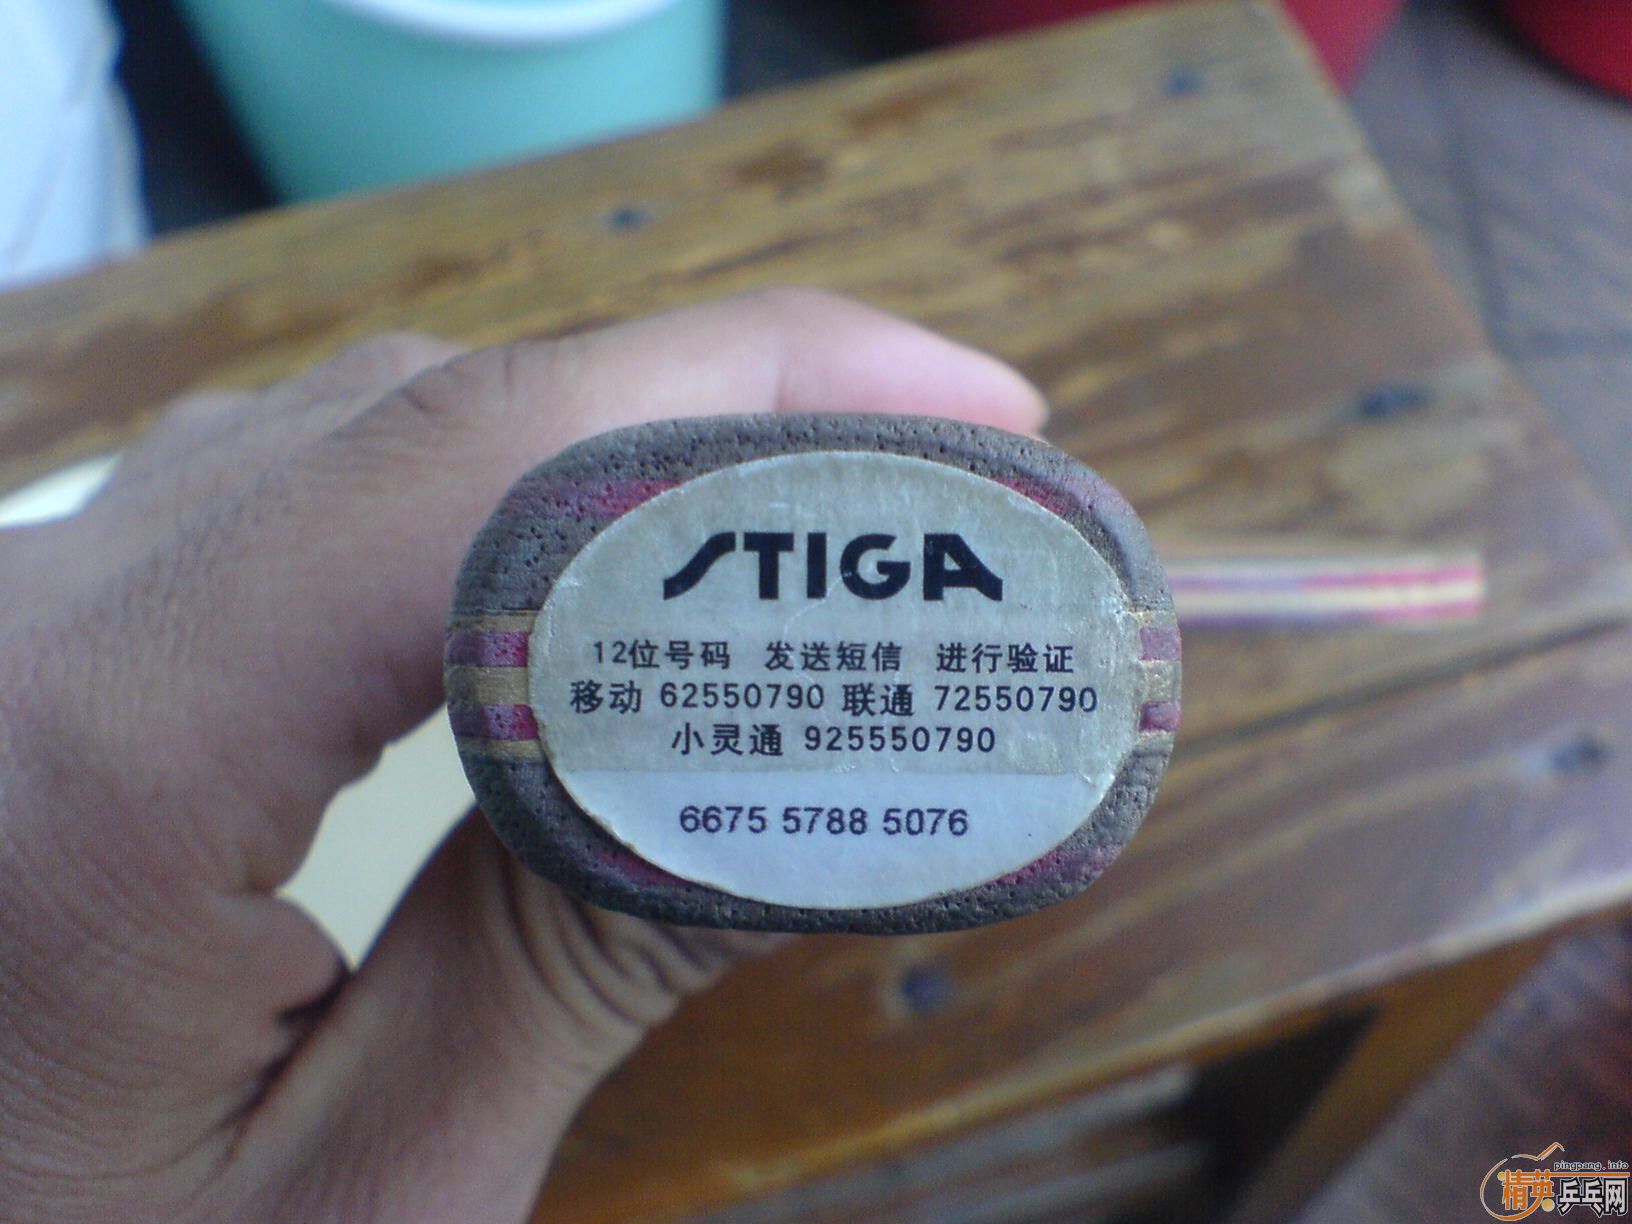 STIGA
12位号码 发送短信 进行验证
移动 62550790 联通 72550790
小灵通 925550790
6675 5788 5076
pingpang.info
精英乒乓网